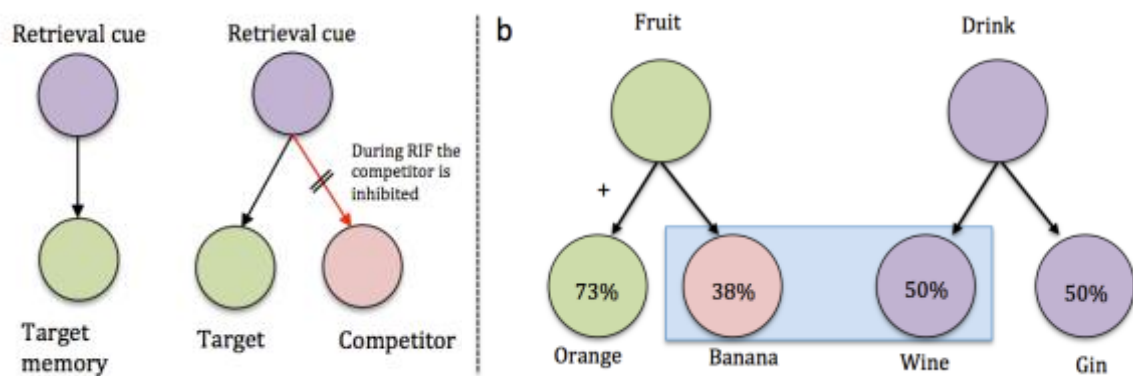 Retrieval cue
Target
memory
Retrieval cue
During RIF the
competitor is
inhibited
Target
Competitor
b
Fruit
Drink
+
73%
38%
50%
50%
Orange
Banana
Wine
Gin